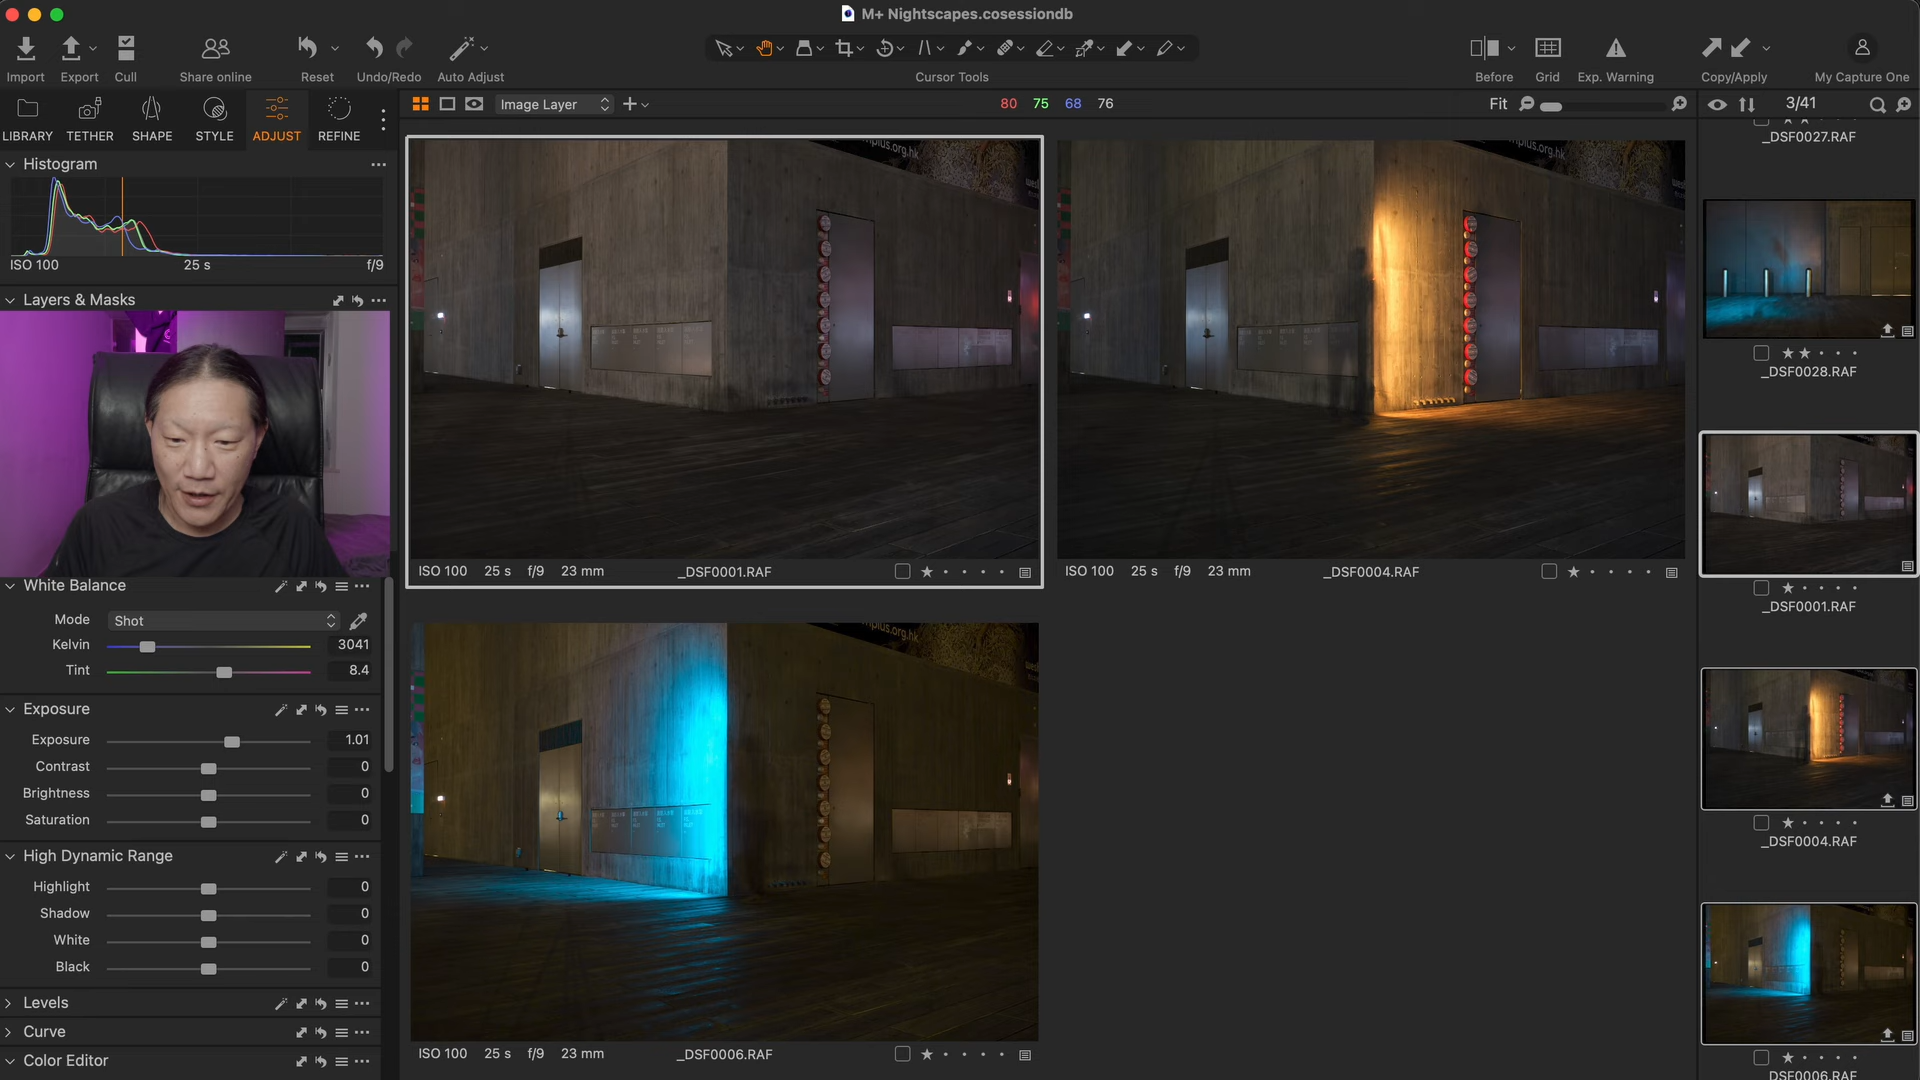 M+ Nightscapes.cosessiondb
Import
Export
Cull
Share online
Reset
Undo/Redo
Auto Adjust
Cursor Tools
Before
Grid
Exp. Warning
Copy/Apply
My Capture One
LIBRARY
TETHER
SHAPE
STYLE
ADJUST
REFINE
Image Layer
80 75 68 76
Fit
3/41
Histogram
ISO 100 25 s f/9
Layers & Masks
White Balance
Mode Shot
Kelvin 3041
Tint 8.4
Exposure
Exposure 1.01
Contrast 0
Brightness 0
Saturation 0
High Dynamic Range
Highlight 0
Shadow 0
White 0
Black 0
Levels
Curve
Color Editor
ISO 100 25 s f/9 23 mm _DSF0001.RAF
ISO 100 25 s f/9 23 mm _DSF0004.RAF
ISO 100 25 s f/9 23 mm _DSF0006.RAF
_DSF0027.RAF
_DSF0028.RAF
_DSF0001.RAF
_DSF0004.RAF
_DSF0006.RAF